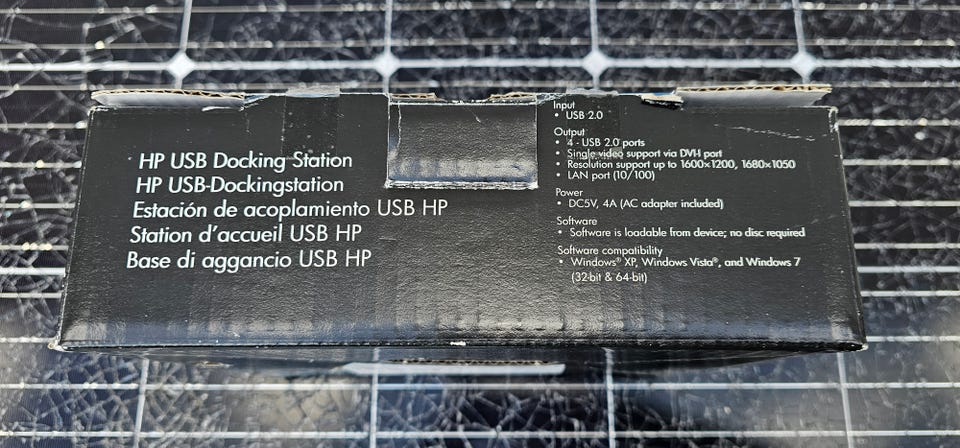 HP USB Docking Station
HP USB-Dockingstation
Estación de acoplamiento USB HP
Station d'accueil USB HP
Base di aggancio USB HP
Input
• USB 2.0
Output
• 4 - USB 2.0 ports
• Single video support via DVI-I port
• Resolution support up to 1600×1200, 1680×1050
• LAN port (10/100)
Power
• DC5V, 4A (AC adapter included)
Software
• Software is loadable from device; no disc required
Software compatibility
• Windows® XP, Windows Vista®, and Windows 7
(32-bit & 64-bit)